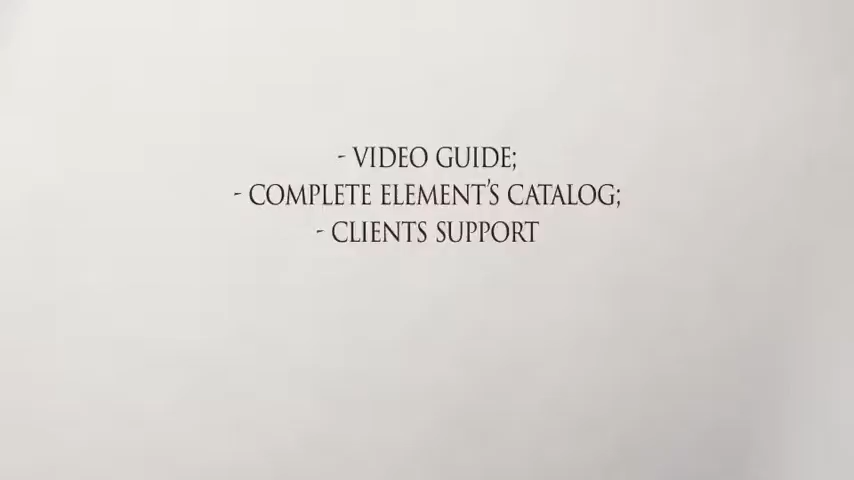 - VIDEO GUIDE;
- COMPLETE ELEMENT’S CATALOG;
- CLIENTS SUPPORT